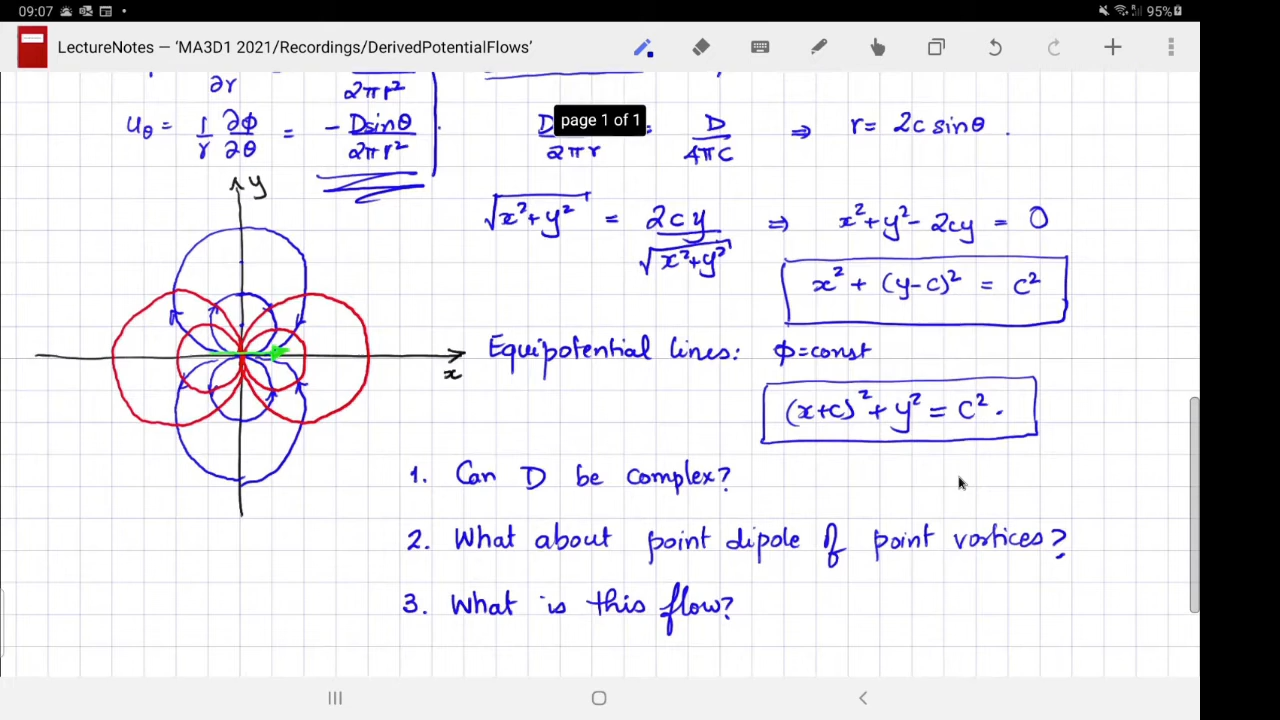 09:07
95%
LectureNotes — ‘MA3D1 2021/Recordings/DerivedPotentialFlows’
∂r 2πr²
u_θ = 1/r ∂Φ/∂θ = - Dsinθ/2πr²
page 1 of 1
D /2πr = D/4πC ⇒ r = 2c sinθ .
y
√x²+y² = 2cy/√x²+y² ⇒ x²+y²- 2cy = 0
x² + (y-c)² = c²
Equipotential lines: Φ=const
x
(x+c)² + y² = c² .
1. Can D be complex?
2. What about point dipole of point vortices?
3. What is this flow?